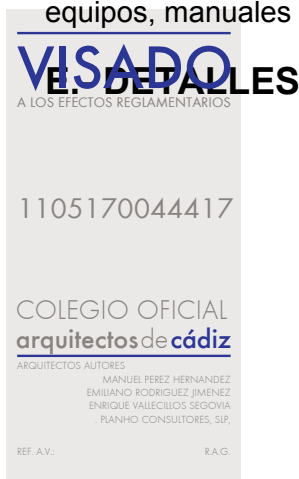 equipos, manuales
VISADO
E. DETALLES
A LOS EFECTOS REGLAMENTARIOS
1105170044417
COLEGIO OFICIAL
arquitectos de cádiz
ARQUITECTOS AUTORES
MANUEL PEREZ HERNANDEZ
EMILIANO RODRIGUEZ JIMENEZ
ENRIQUE VALLECILLOS SEGOVIA
. PLANHO CONSULTORES, SLP,
REF. A.V.: R.A.G.